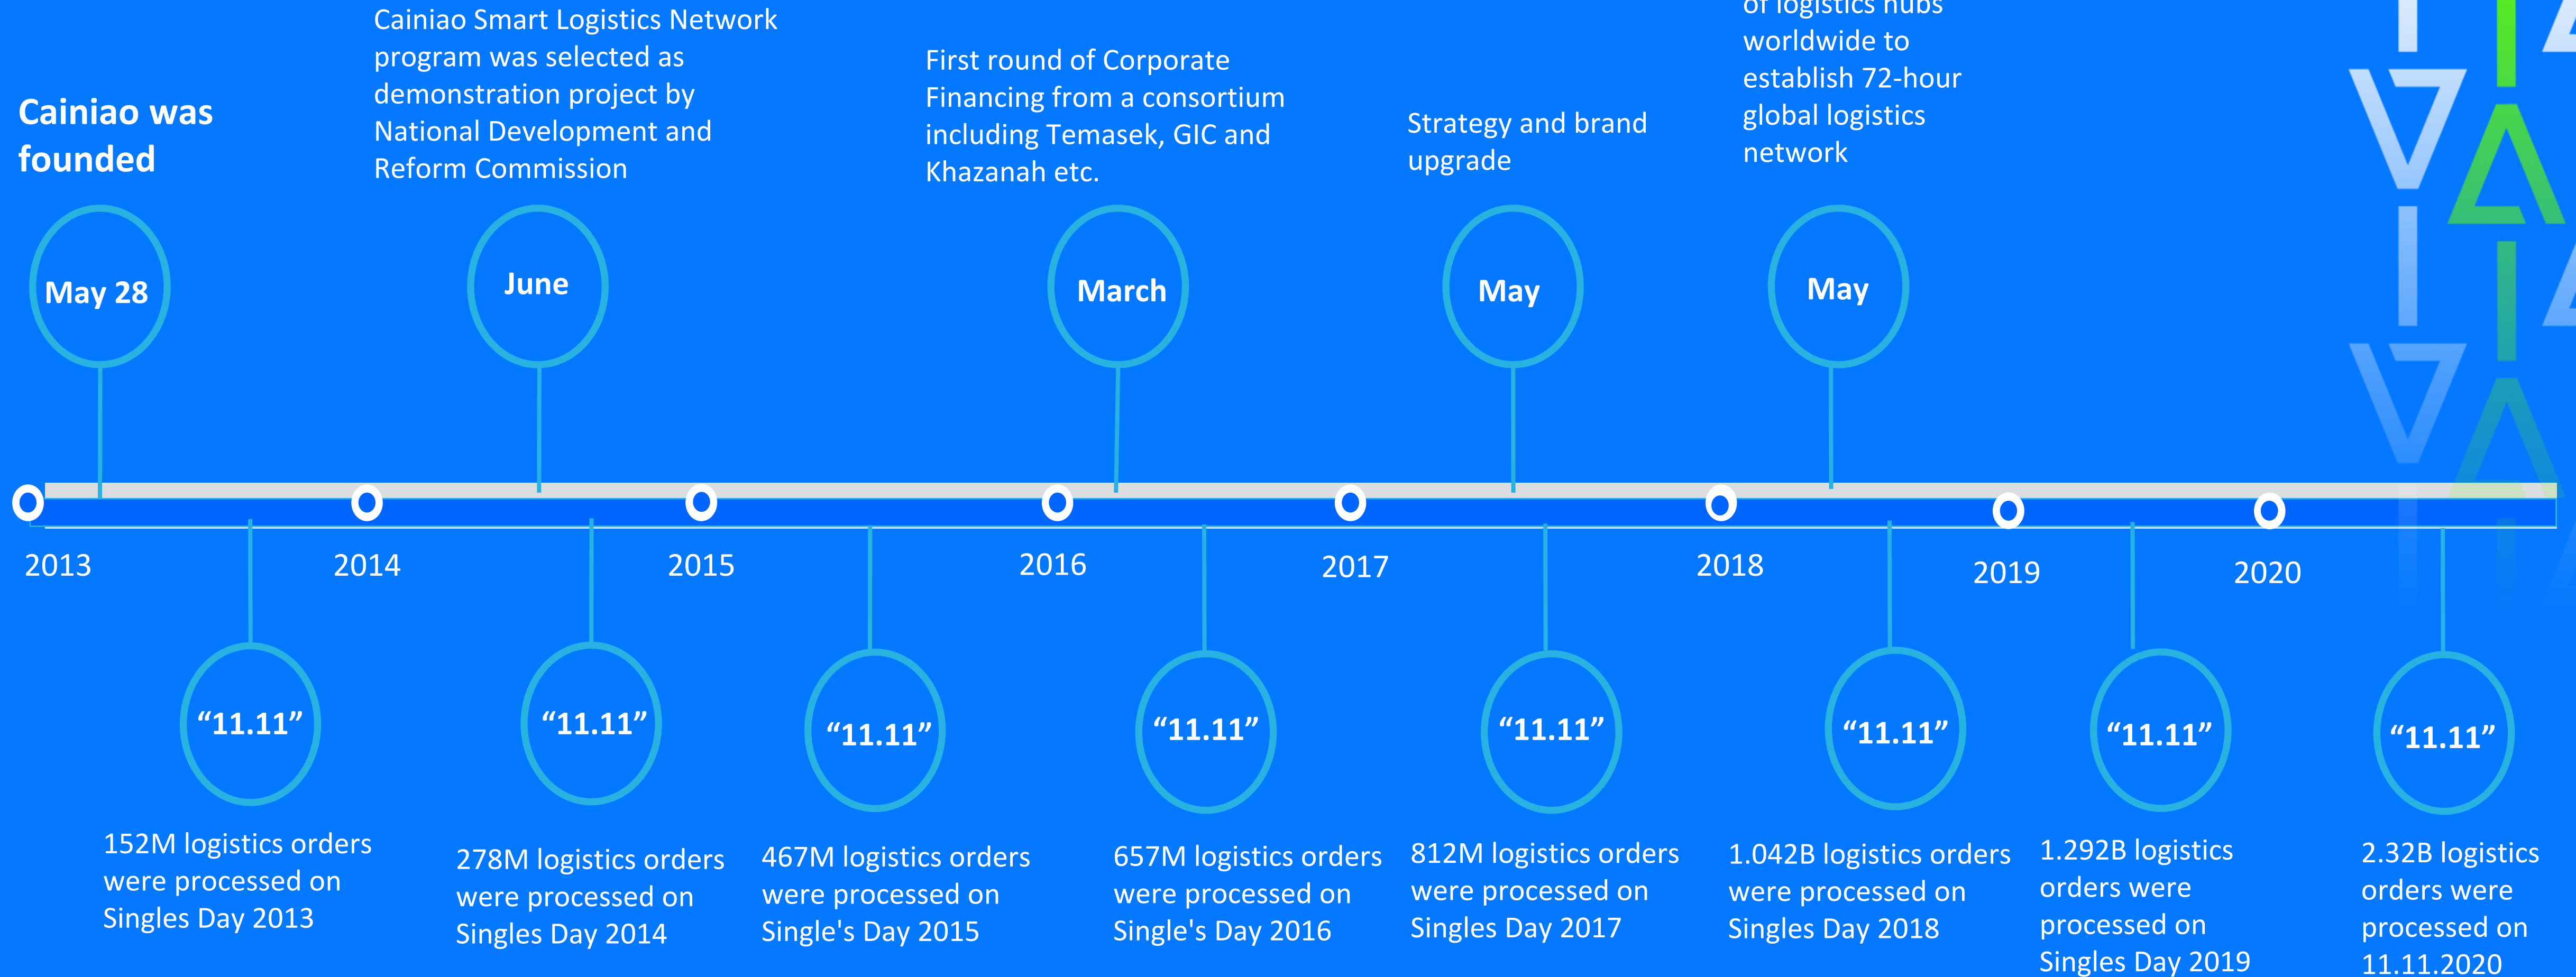 Cainiao was
founded
Cainiao Smart Logistics Network
program was selected as
demonstration project by
National Development and
Reform Commission
First round of Corporate
Financing from a consortium
including Temasek, GIC and
Khazanah etc.
Strategy and brand
upgrade
of logistics hubs
worldwide to
establish 72-hour
global logistics
network
May 28
June
March
May
May
2013
2014
2015
2016
2017
2018
2019
2020
“11.11”
“11.11”
“11.11”
“11.11”
“11.11”
“11.11”
“11.11”
“11.11”
152M logistics orders
were processed on
Singles Day 2013
278M logistics orders
were processed on
Singles Day 2014
467M logistics orders
were processed on
Single's Day 2015
657M logistics orders
were processed on
Single's Day 2016
812M logistics orders
were processed on
Singles Day 2017
1.042B logistics orders
were processed on
Singles Day 2018
1.292B logistics
orders were
processed on
Singles Day 2019
2.32B logistics
orders were
processed on
11.11.2020